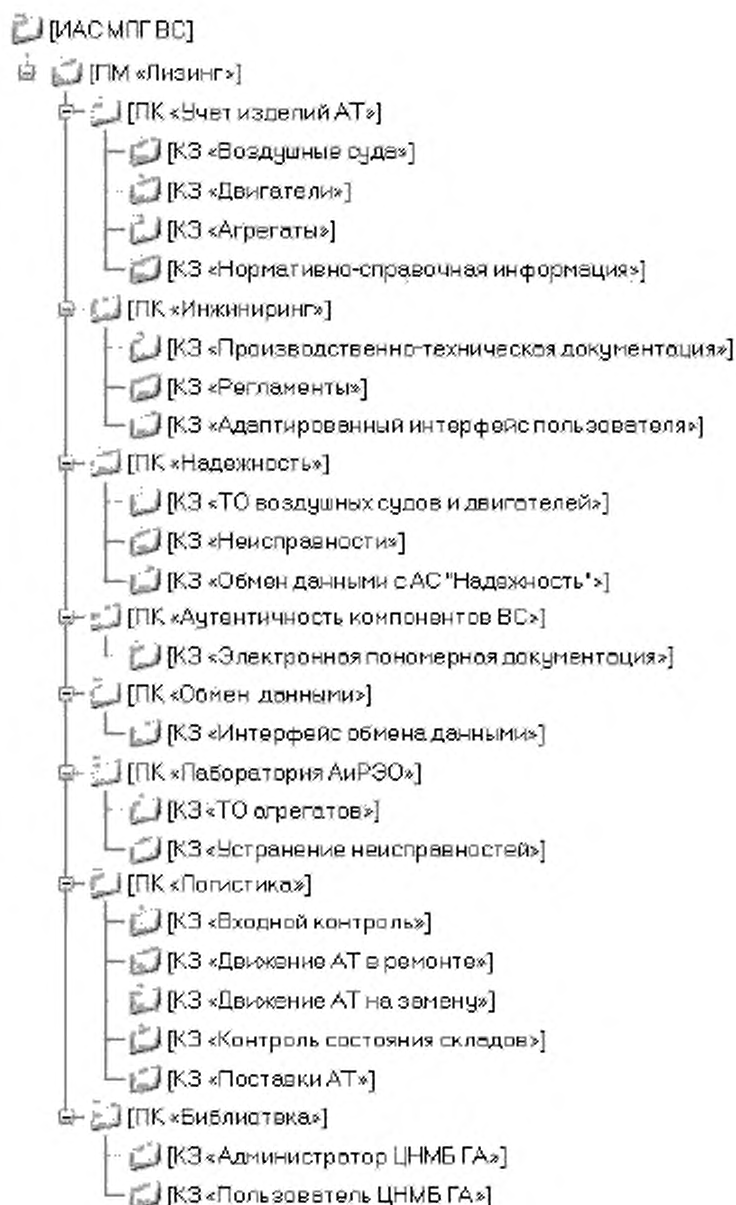 [ИАС МЛГ ВС]
[ПМ «Лизинг»]
[ПК «Учет изделий АТ»]
[КЗ «Воздушные суда»]
[КЗ «Двигатели»]
[КЗ «Агрегаты»]
[КЗ «Нормативно-справочная информация»]
[ПК «Инжиниринг»]
[КЗ «Производственно-техническая документация»]
[КЗ «Регламенты»]
[КЗ «Адаптированный интерфейс пользователя»]
[ПК «Надежность»]
[КЗ «ТО воздушных судов и двигателей»]
[КЗ «Неисправности»]
[КЗ «Обмен данными с АС "Надежность"»]
[ПК «Аутентичность компонентов ВС»]
[КЗ «Электронная пономерная документация»]
[ПК «Обмен данными»]
[КЗ «Интерфейс обмена данными»]
[ПК «Лаборатория АиРЭО»]
[КЗ «ТО агрегатов»]
[КЗ «Устранение неисправностей»]
[ПК «Логистика»]
[КЗ «Входной контроль»]
[КЗ «Движение АТ в ремонте»]
[КЗ «Движение АТ на замену»]
[КЗ «Контроль состояния складов»]
[КЗ «Поставки АТ»]
[ПК «Библиотека»]
[КЗ «Администратор ЦНМБ ГА»]
[КЗ «Пользователь ЦНМБ ГА»]